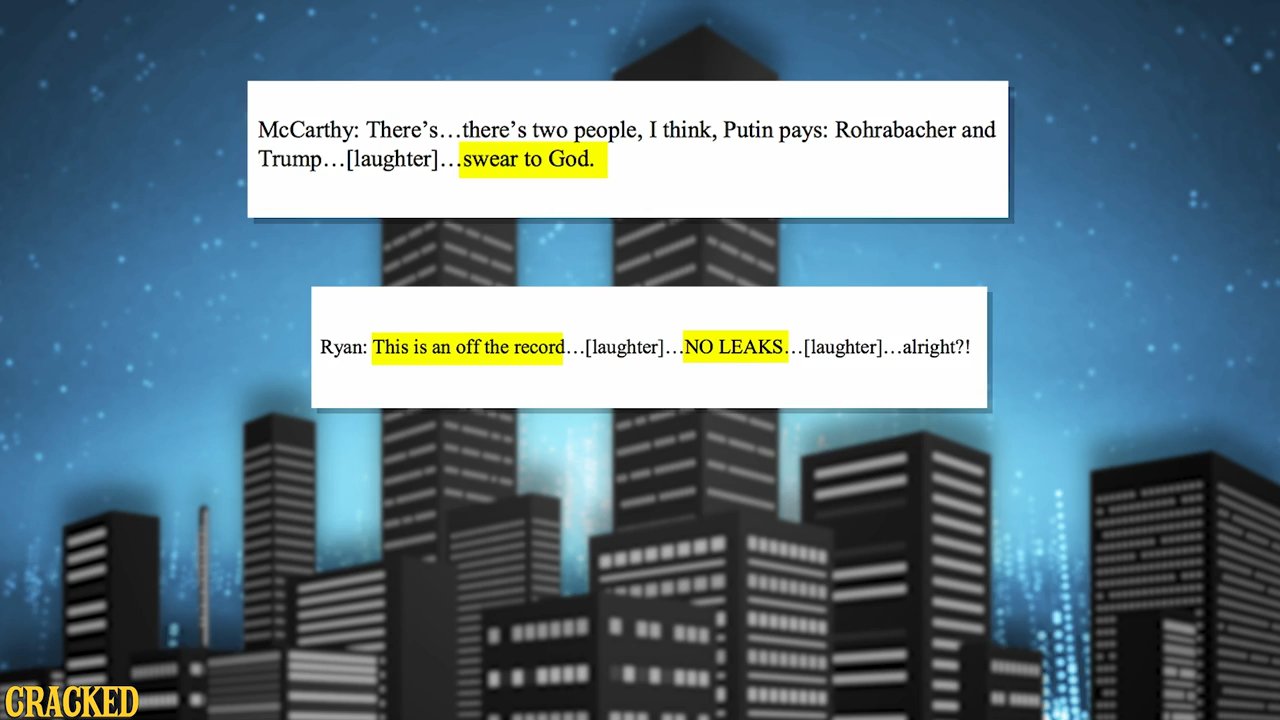 McCarthy: There’s…there’s two people, I think, Putin pays: Rohrabacher and
Trump…[laughter]…swear to God.
Ryan: This is an off the record…[laughter]…NO LEAKS…[laughter]…alright?!
CRACKED